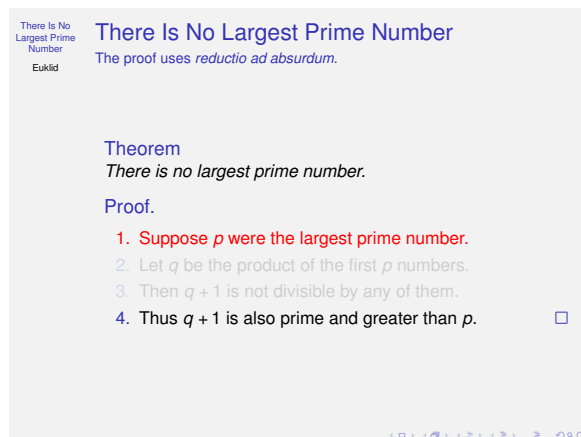 There Is No
Largest Prime
Number
Euklid
There Is No Largest Prime Number
The proof uses reductio ad absurdum.
Theorem
There is no largest prime number.
Proof.
1. Suppose p were the largest prime number.
2. Let q be the product of the first p numbers.
3. Then q + 1 is not divisible by any of them.
4. Thus q + 1 is also prime and greater than p. □